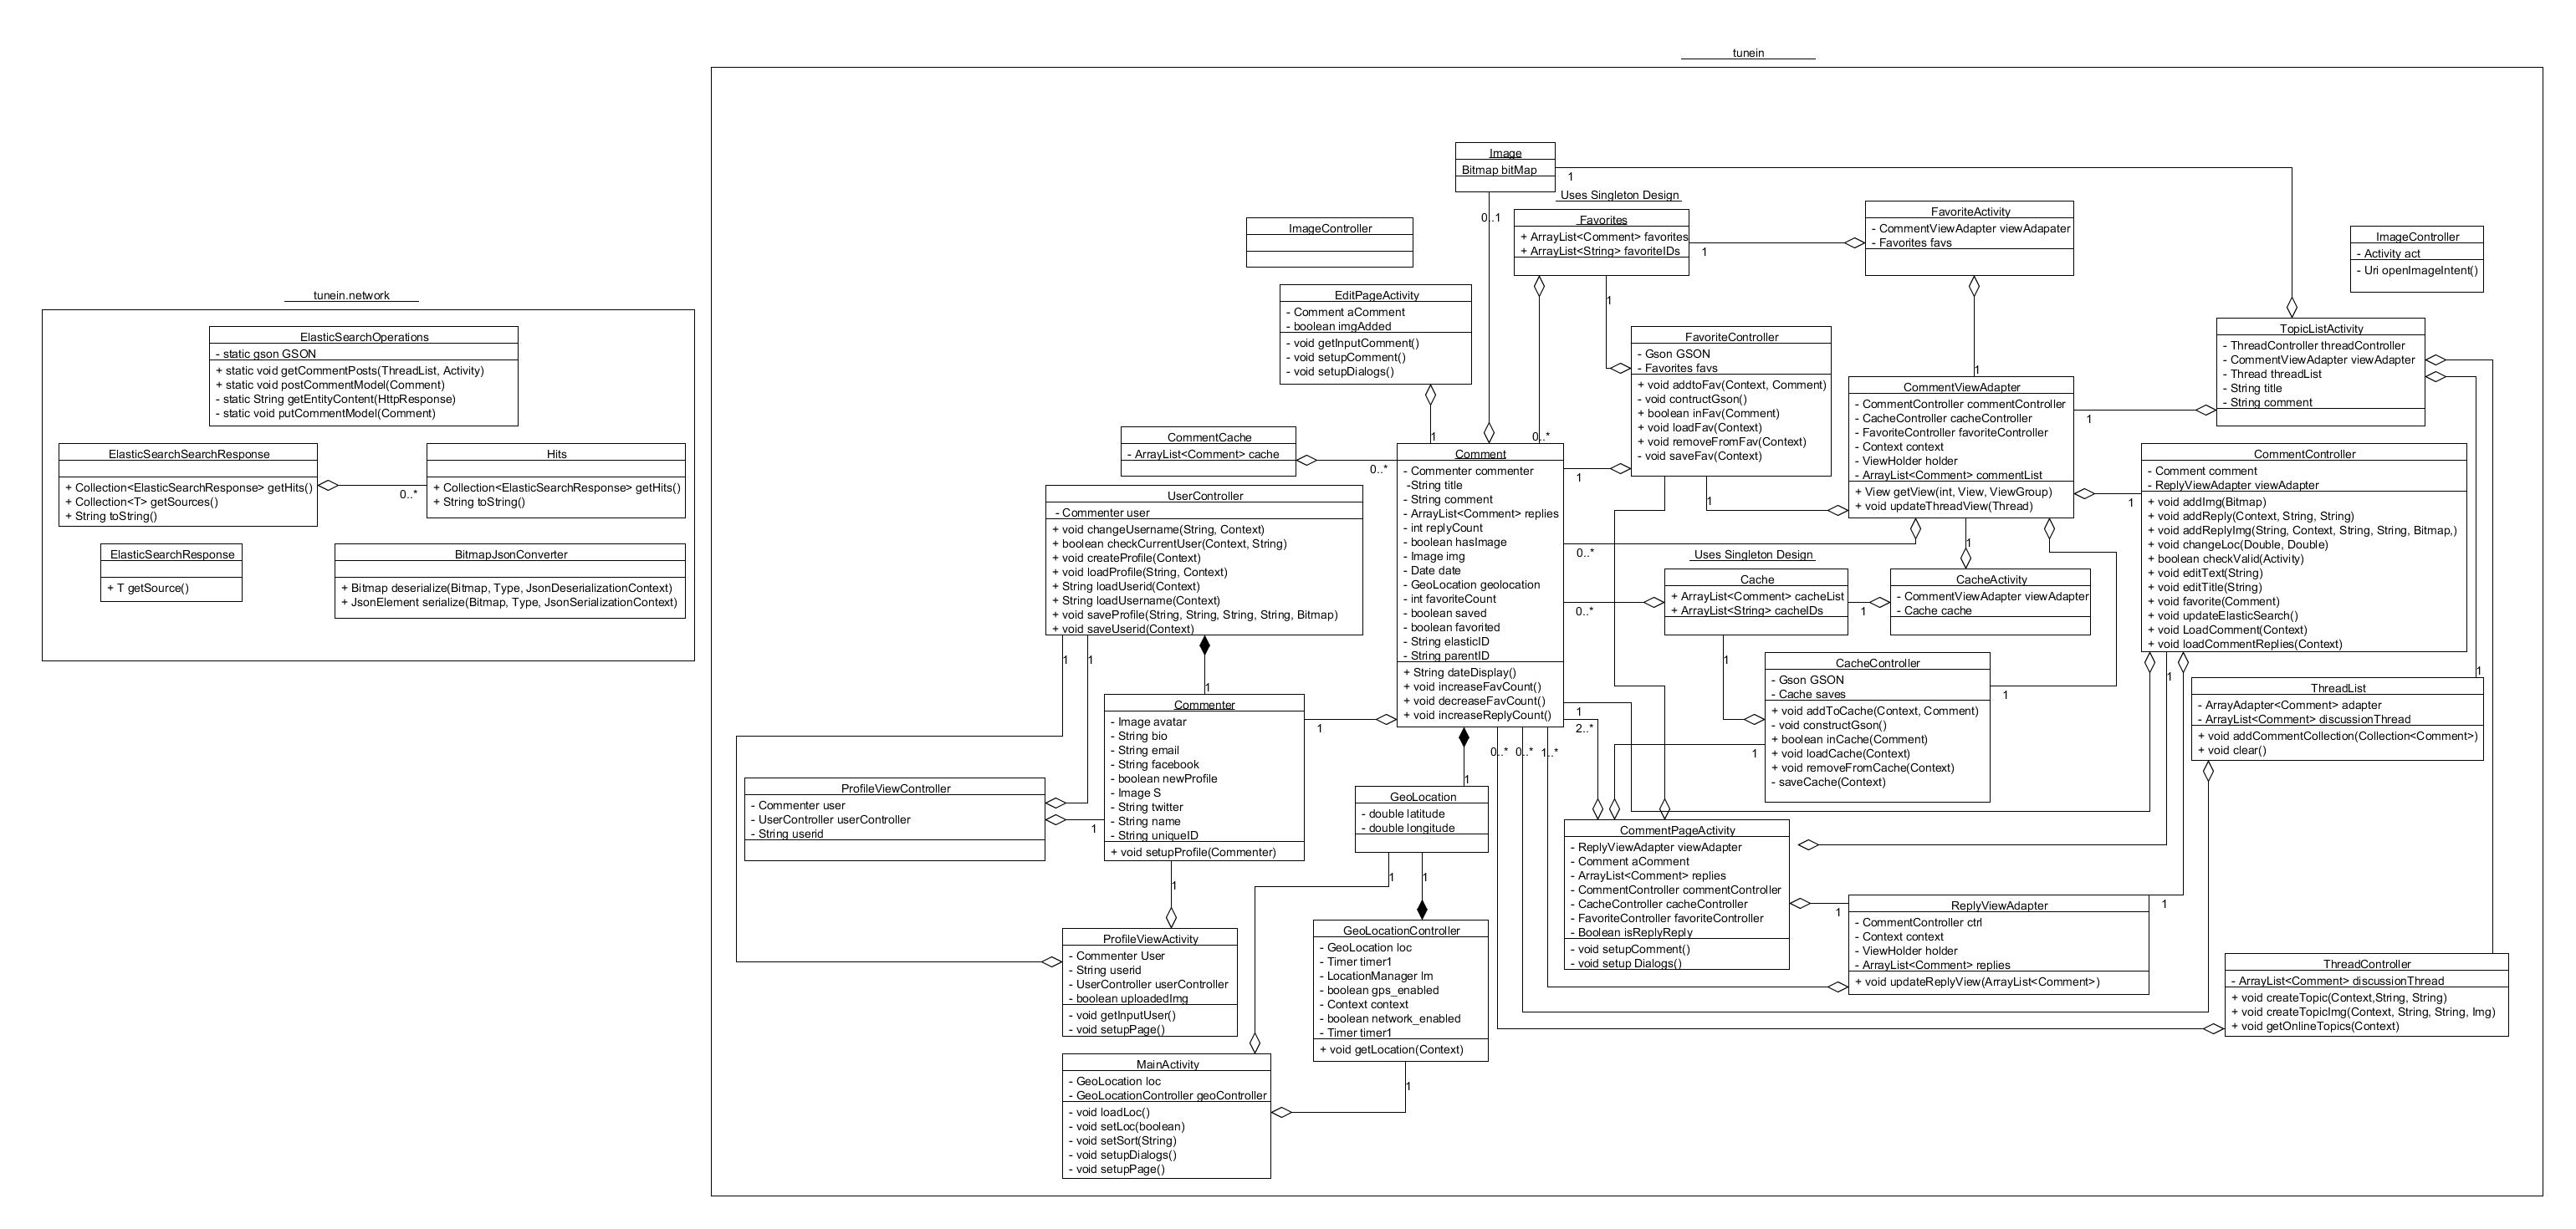 tunein
tunein.network
ElasticSearchOperations
- static gson GSON
+ static void getCommentPosts(ThreadList, Activity)
+ static void postCommentModel(Comment)
- static String getEntityContent(HttpResponse)
- static void putCommentModel(Comment)
ElasticSearchSearchResponse
+ Collection<ElasticSearchResponse> getHits()
+ Collection<T> getSources()
+ String toString()
0..*
Hits
+ Collection<ElasticSearchResponse> getHits()
+ String toString()
ElasticSearchResponse
+ T getSource()
BitmapJsonConverter
+ Bitmap deserialize(Bitmap, Type, JsonDeserializationContext)
+ JsonElement serialize(Bitmap, Type, JsonSerializationContext)
Image
Bitmap bitMap
1
0..1
Uses Singleton Design
Favorites
+ ArrayList<Comment> favorites
+ ArrayList<String> favoriteIDs
1
1
FavoriteActivity
- CommentViewAdapter viewAdapater
- Favorites favs
ImageController
ImageController
- Activity act
- Uri openImageIntent()
EditPageActivity
- Comment aComment
- boolean imgAdded
- void getInputComment()
- void setupComment()
- void setupDialogs()
1
FavoriteController
- Gson GSON
- Favorites favs
+ void addtoFav(Context, Comment)
- void contructGson()
+ boolean inFav(Comment)
+ void loadFav(Context)
+ void removeFromFav(Context)
- void saveFav(Context)
1
0..*
TopicListActivity
- ThreadController threadController
- CommentViewAdapter viewAdapter
- Thread threadList
- String title
- String comment
1
CommentViewAdapter
- CommentController commentController
- CacheController cacheController
- FavoriteController favoriteController
- Context context
- ViewHolder holder
- ArrayList<Comment> commentList
+ View getView(int, View, ViewGroup)
+ void updateThreadView(Thread)
1
1
1
CommentCache
- ArrayList<Comment> cache
0..*
Comment
- Commenter commenter
-String title
- String comment
- ArrayList<Comment> replies
- int replyCount
- boolean hasImage
- Image img
- Date date
- GeoLocation geolocation
- int favoriteCount
- boolean saved
- boolean favorited
- String elasticID
- String parentID
+ String dateDisplay()
+ void increaseFavCount()
+ void decreaseFavCount()
+ void increaseReplyCount()
0..*
0..*
1
2..*
0..*
0..*
1..*
CommentController
- Comment comment
- ReplyViewAdapter viewAdapter
+ void addImg(Bitmap)
+ void addReply(Context, String, String)
+ void addReplyImg(String, Context, String, String, Bitmap,)
+ void changeLoc(Double, Double)
+ boolean checkValid(Activity)
+ void editText(String)
+ void editTitle(String)
+ void favorite(Comment)
+ void updateElasticSearch()
+ void LoadComment(Context)
+ void loadCommentReplies(Context)
1
1
UserController
- Commenter user
+ void changeUsername(String, Context)
+ boolean checkCurrentUser(Context, String)
+ void createProfile(Context)
+ void loadProfile(String, Context)
+ String loadUserid(Context)
+ String loadUsername(Context)
+ void saveProfile(String, String, String, String, Bitmap)
+ void saveUserid(Context)
1
1
1
Uses Singleton Design
Cache
+ ArrayList<Comment> cacheList
+ ArrayList<String> cacheIDs
1
1
CacheActivity
- CommentViewAdapter viewAdapter
- Cache cache
CacheController
- Gson GSON
- Cache saves
+ void addToCache(Context, Comment)
- void constructGson()
+ boolean inCache(Comment)
+ void loadCache(Context)
+ void removeFromCache(Context)
- saveCache(Context)
1
1
ThreadList
- ArrayAdapter<Comment> adapter
- ArrayList<Comment> discussionThread
+ void addCommentCollection(Collection<Comment>)
+ void clear()
Commenter
- Image avatar
- String bio
- String email
- String facebook
- boolean newProfile
- Image S
- String twitter
- String name
- String uniqueID
+ void setupProfile(Commenter)
1
1
1
ProfileViewController
- Commenter user
- UserController userController
- String userid
GeoLocation
- double latitude
- double longitude
1
1
1
CommentPageActivity
- ReplyViewAdapter viewAdapter
- Comment aComment
- ArrayList<Comment> replies
- CommentController commentController
- CacheController cacheController
- FavoriteController favoriteController
- Boolean isReplyReply
- void setupComment()
- void setup Dialogs()
1
ReplyViewAdapter
- CommentController ctrl
- Context context
- ViewHolder holder
- ArrayList<Comment> replies
+ void updateReplyView(ArrayList<Comment>)
1
ProfileViewActivity
- Commenter User
- String userid
- UserController userController
- boolean uploadedImg
- void getInputUser()
- void setupPage()
GeoLocationController
- GeoLocation loc
- Timer timer1
- LocationManager lm
- boolean gps_enabled
- Context context
- boolean network_enabled
- Timer timer1
+ void getLocation(Context)
1
ThreadController
- ArrayList<Comment> discussionThread
+ void createTopic(Context,String, String)
+ void createTopicImg(Context, String, String, Img)
+ void getOnlineTopics(Context)
MainActivity
- GeoLocation loc
- GeoLocationController geoController
- void loadLoc()
- void setLoc(boolean)
- void setSort(String)
- void setupDialogs()
- void setupPage()